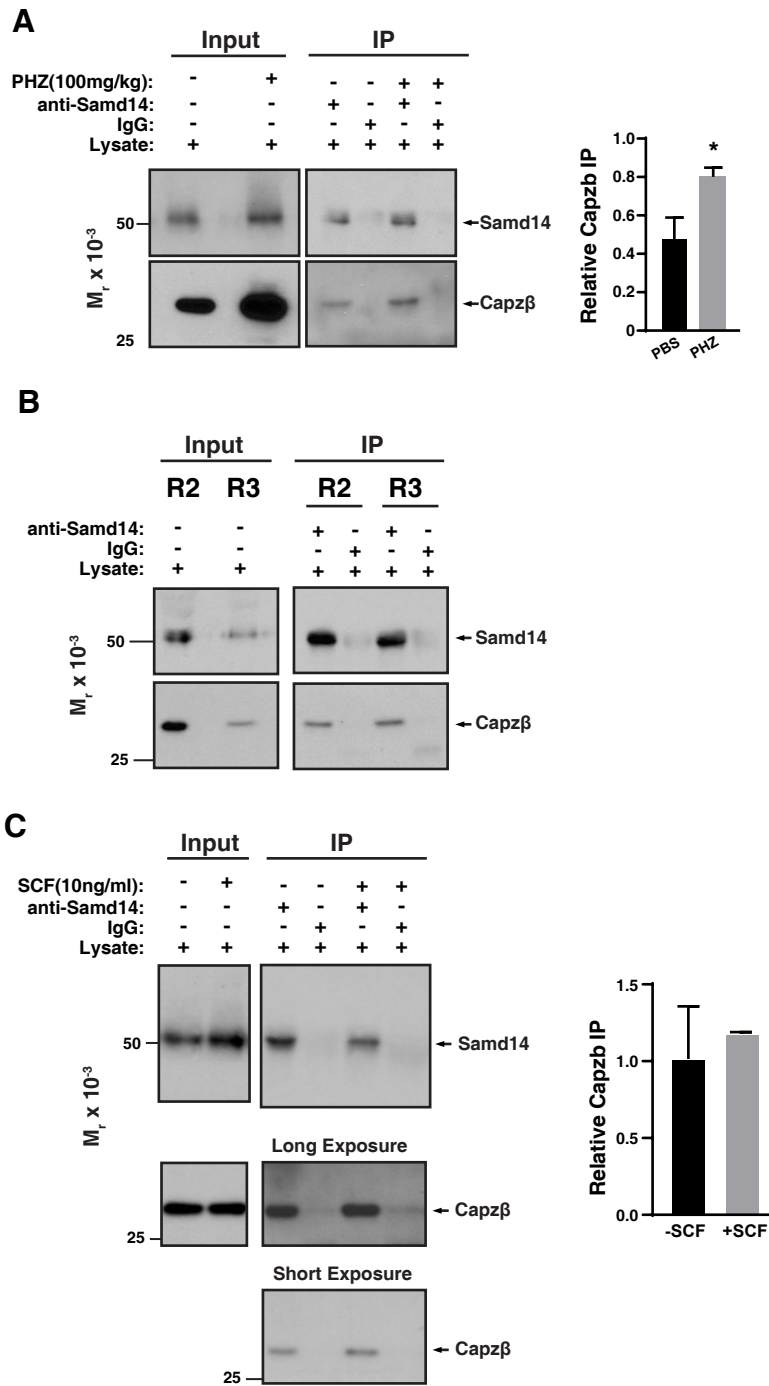 A
Input IP
PHZ(100mg/kg): - + - - + +
anti-Samd14: - - + - + -
IgG: - - - + - +
Lysate: + + + + + +
50
Samd14
M_r x 10^-3
Capzβ
25
Relative Capzb IP
1.0
0.8
0.6
0.4
0.2
0
*
PBS PHZ
B
Input IP
R2 R3 R2 R3
anti-Samd14: - - + - + -
IgG: - - - + - +
Lysate: + + + + + +
50
Samd14
M_r x 10^-3
Capzβ
25
C
Input IP
SCF(10ng/ml): - + - - + +
anti-Samd14: - - + - + -
IgG: - - - + - +
Lysate: + + + + + +
50
Samd14
M_r x 10^-3
Long Exposure
Capzβ
25
Short Exposure
Capzβ
25
Relative Capzb IP
1.5
1.0
0.5
0.0
-SCF +SCF